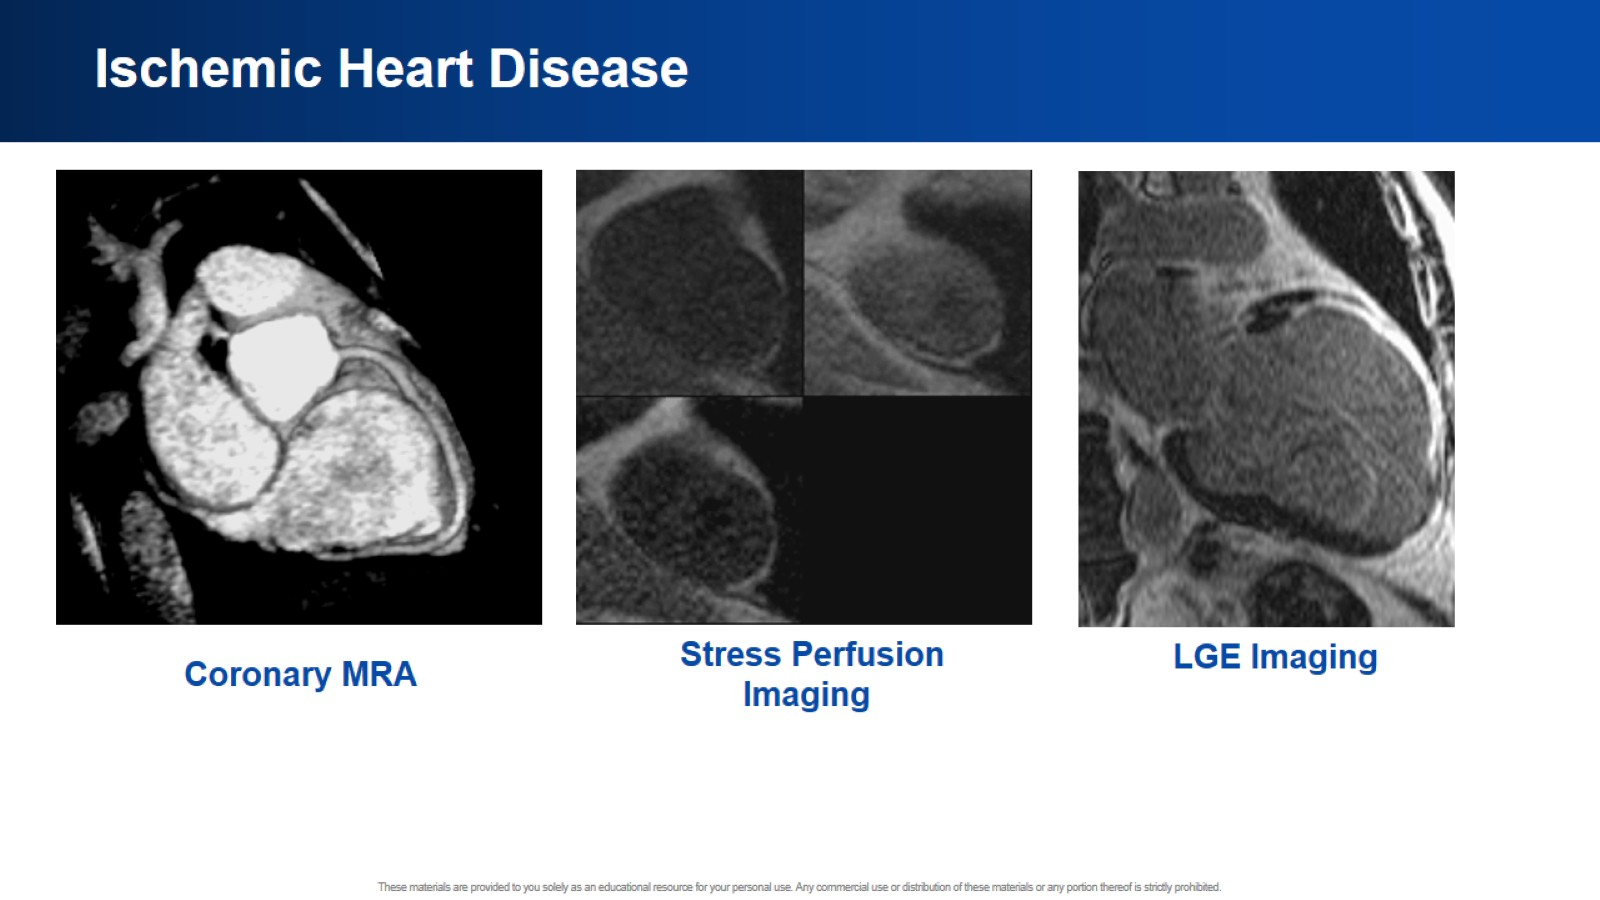 Ischemic Heart Disease
Coronary MRA
Stress Perfusion
Imaging
LGE Imaging
These materials are provided to you solely as an educational resource for your personal use. Any commercial use or distribution of these materials or any portion thereof is strictly prohibited.